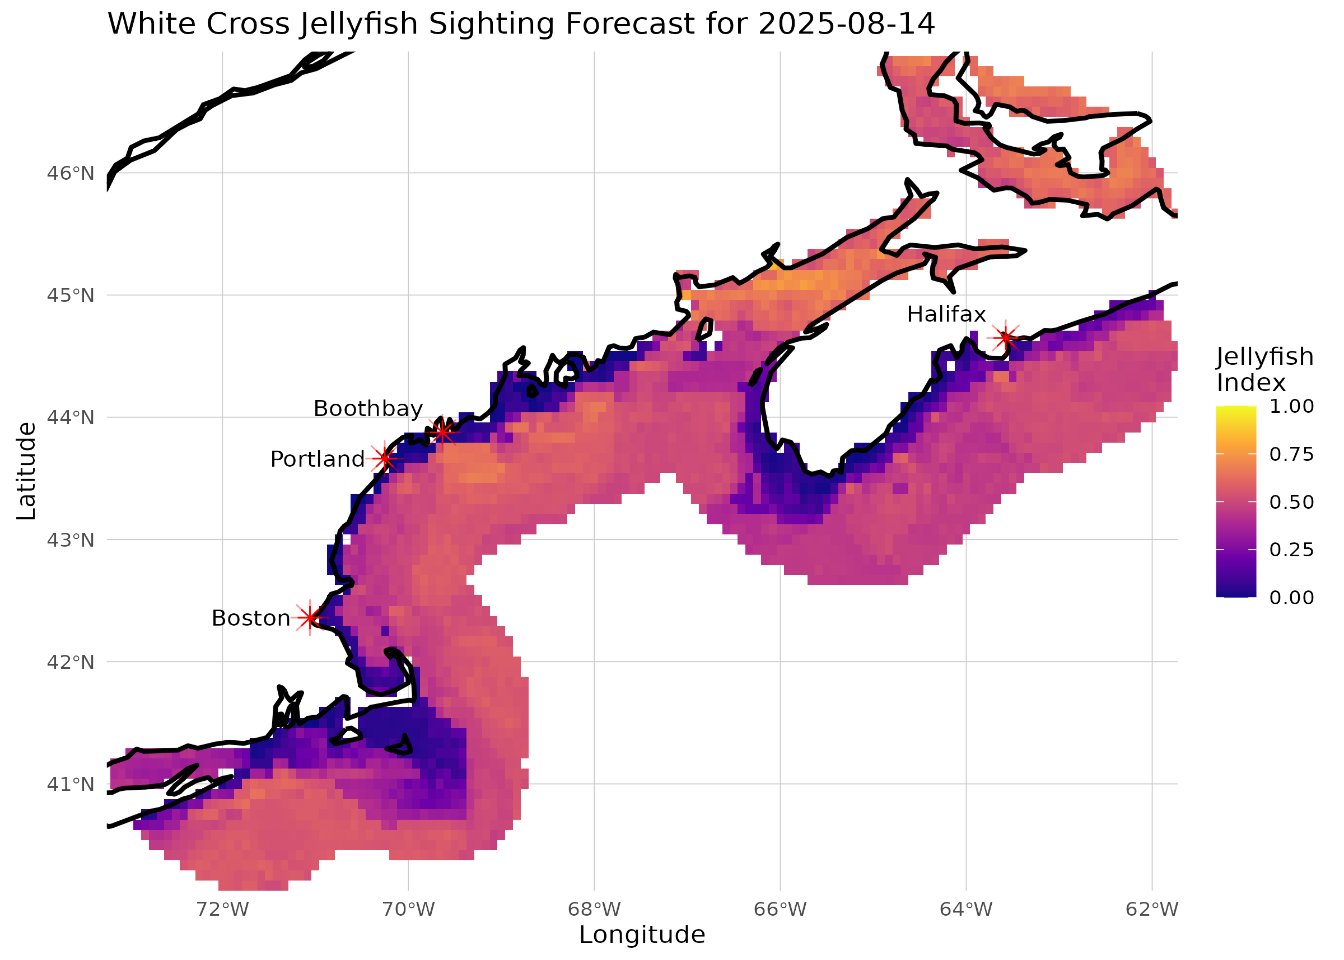 White Cross Jellyfish Sighting Forecast for 2025-08-14
46°N
45°N
44°N
43°N
42°N
41°N
Latitude
Halifax
Boothbay
Portland
Boston
72°W
70°W
68°W
66°W
64°W
62°W
Longitude
Jellyfish
Index
1.00
0.75
0.50
0.25
0.00